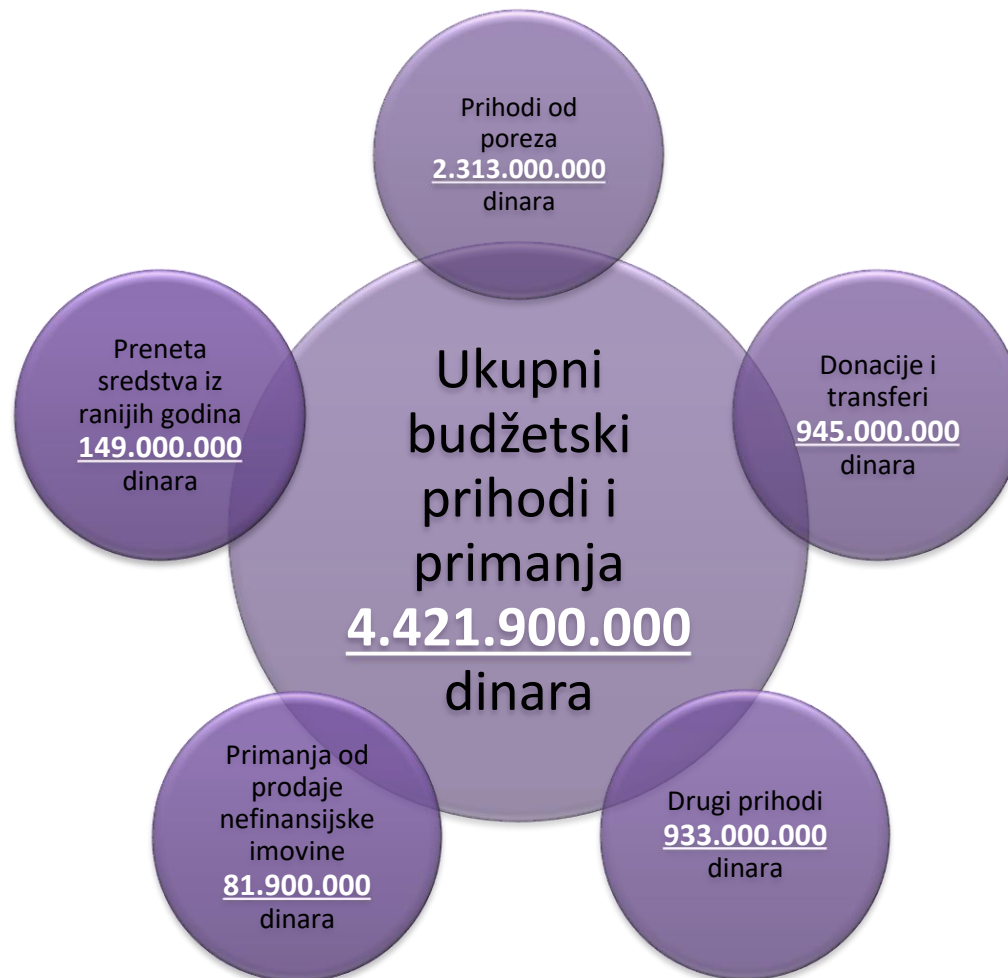 Prihodi od
poreza
2.313.000.000
dinara
Preneta
sredstva iz
ranijih godina
149.000.000
dinara
Ukupni
budžetski
prihodi i
primanja
4.421.900.000
dinara
Donacije i
transferi
945.000.000
dinara
Primanja od
prodaje
nefinansijske
imovine
81.900.000
dinara
Drugi prihodi
933.000.000
dinara